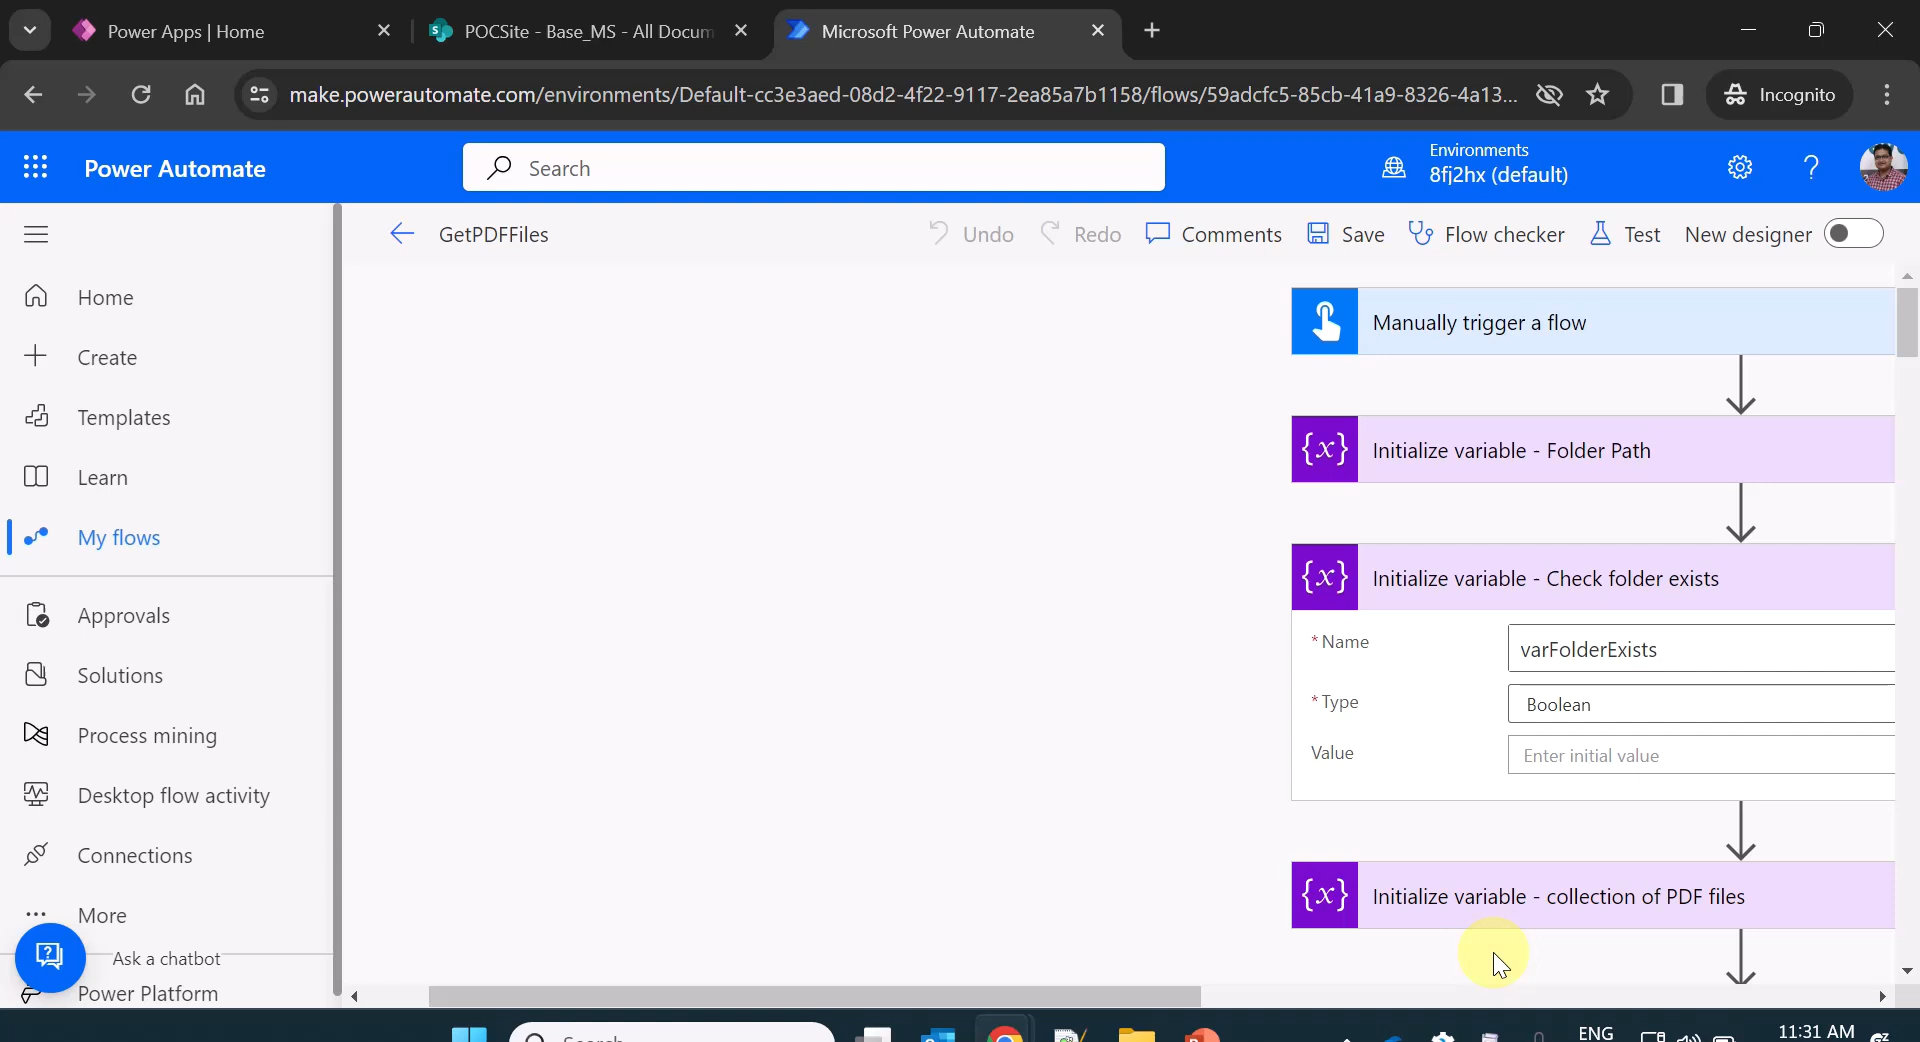 Power Apps | Home
POCSite - Base_MS - All Docum
Microsoft Power Automate
make.powerautomate.com/environments/Default-cc3e3aed-08d2-4f22-9117-2ea85a7b1158/flows/59adcfc5-85cb-41a9-8326-4a13...
Incognito
Power Automate
Search
Environments
8fj2hx (default)
GetPDFFiles
Undo
Redo
Comments
Save
Flow checker
Test
New designer
Home
Create
Templates
Learn
My flows
Approvals
Solutions
Process mining
Desktop flow activity
Connections
More
Ask a chatbot
Power Platform
Manually trigger a flow
Initialize variable - Folder Path
Initialize variable - Check folder exists
* Name
varFolderExists
* Type
Boolean
Value
Enter initial value
Initialize variable - collection of PDF files
ENG
11:31 AM